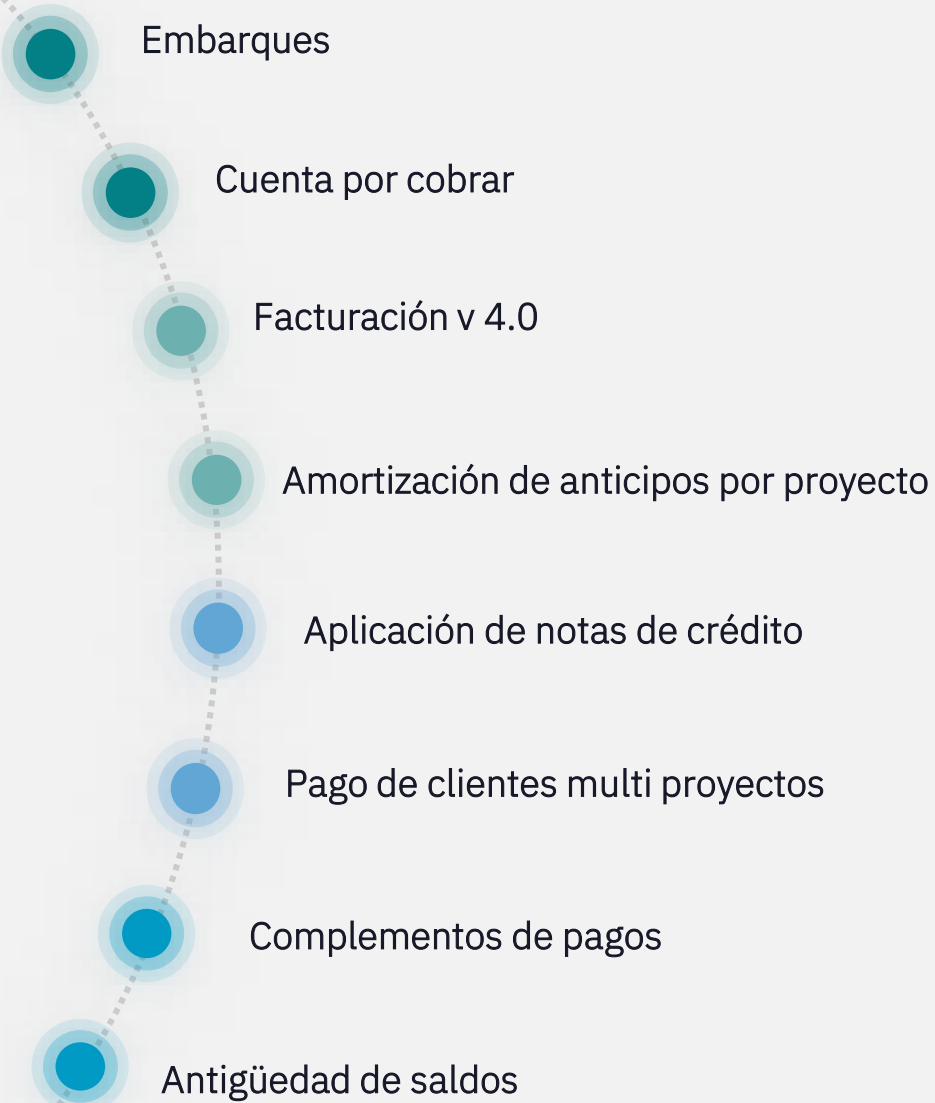 Embarques
Cuenta por cobrar
Facturación v 4.0
Amortización de anticipos por proyecto
Aplicación de notas de crédito
Pago de clientes multi proyectos
Complementos de pagos
Antigüedad de saldos